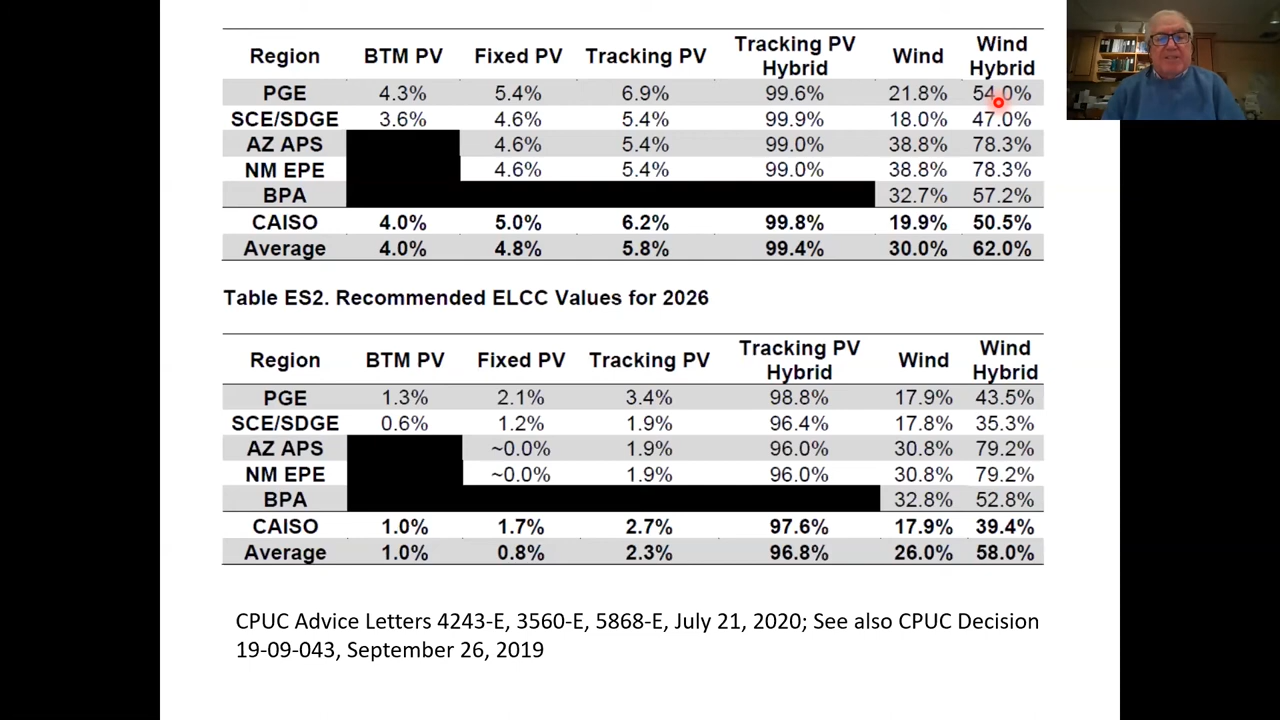 Region BTM PV Fixed PV Tracking PV Tracking PV Hybrid Wind Wind Hybrid
PGE 4.3% 5.4% 6.9% 99.6% 21.8% 54.0%
SCE/SDGE 3.6% 4.6% 5.4% 99.9% 18.0% 47.0%
AZ APS 4.6% 5.4% 99.0% 38.8% 78.3%
NM EPE 4.6% 5.4% 99.0% 38.8% 78.3%
BPA 32.7% 57.2%
CAISO 4.0% 5.0% 6.2% 99.8% 19.9% 50.5%
Average 4.0% 4.8% 5.8% 99.4% 30.0% 62.0%
Table ES2. Recommended ELCC Values for 2026
Region BTM PV Fixed PV Tracking PV Tracking PV Hybrid Wind Wind Hybrid
PGE 1.3% 2.1% 3.4% 98.8% 17.9% 43.5%
SCE/SDGE 0.6% 1.2% 1.9% 96.4% 17.8% 35.3%
AZ APS ~0.0% 1.9% 96.0% 30.8% 79.2%
NM EPE ~0.0% 1.9% 96.0% 30.8% 79.2%
BPA 32.8% 52.8%
CAISO 1.0% 1.7% 2.7% 97.6% 17.9% 39.4%
Average 1.0% 0.8% 2.3% 96.8% 26.0% 58.0%
CPUC Advice Letters 4243-E, 3560-E, 5868-E, July 21, 2020; See also CPUC Decision
19-09-043, September 26, 2019